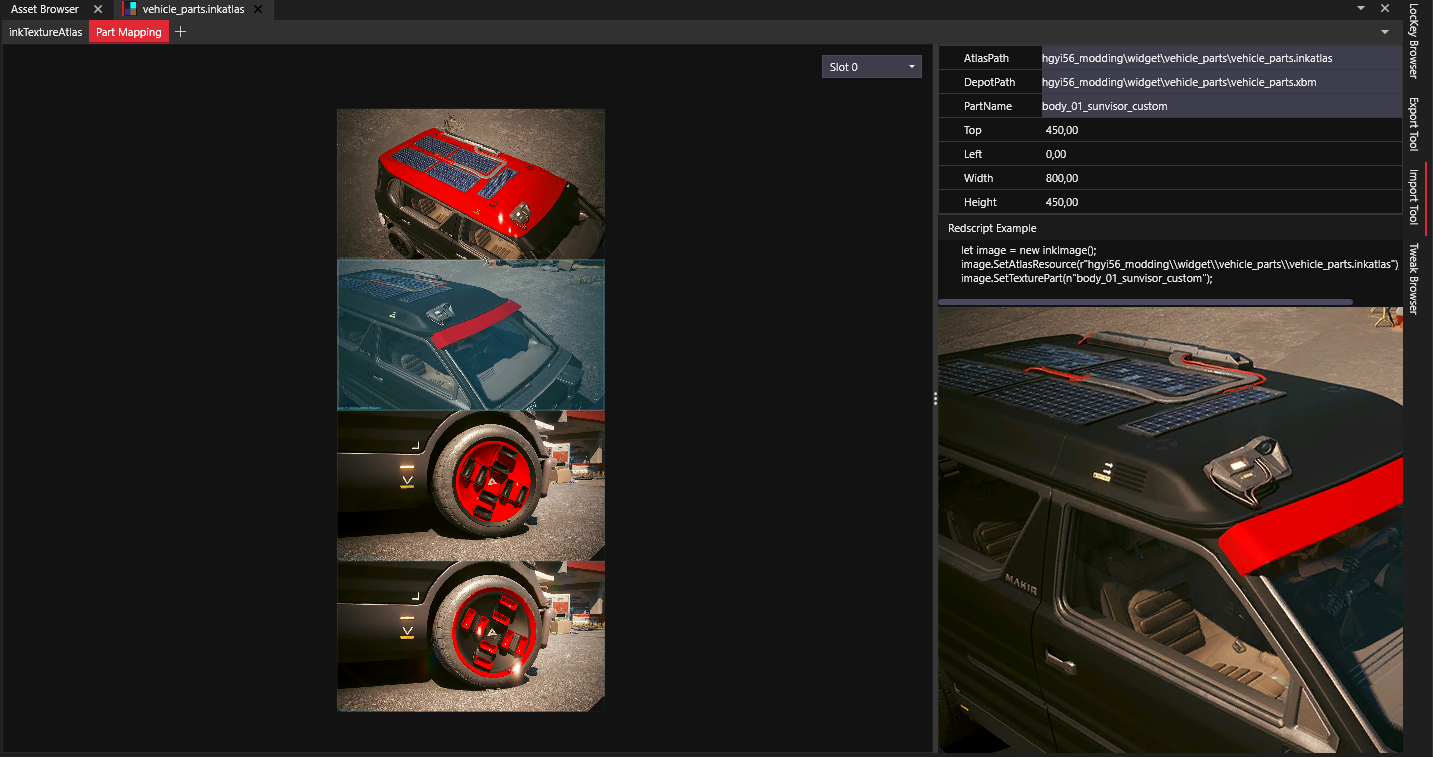 Asset Browser
vehicle_parts.inkatlas
inkTextureAtlas
Part Mapping
Slot 0
AtlasPath
hgyi56_modding\widget\vehicle_parts\vehicle_parts.inkatlas
DepotPath
hgyi56_modding\widget\vehicle_parts\vehicle_parts.xbm
PartName
body_01_sunvisor_custom
Top
450,00
Left
0,00
Width
800,00
Height
450,00
Redscript Example
let image = new inkImage();
image.SetAtlasResource(r"hgyi56_modding\\widget\\vehicle_parts\\vehicle_parts.inkatlas")
image.SetTexturePart(n"body_01_sunvisor_custom");
MAKIR
LocKey Browser
Export Tool
Import Tool
Tweak Browser